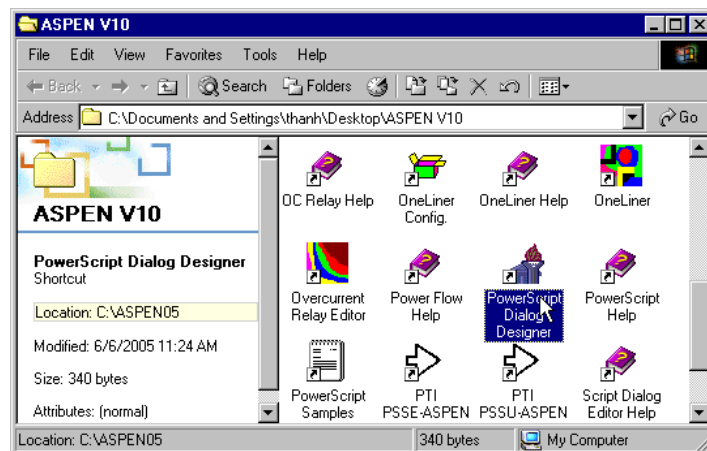 ASPEN V10
File Edit View Favorites Tools Help
Back Search Folders
Address C:\Documents and Settings\thanh\Desktop\ASPEN V10 Go
ASPEN V10
PowerScript Dialog Designer
Shortcut
Location: C:\ASPEN05
Modified: 6/6/2005 11:24 AM
Size: 340 bytes
Attributes: (normal)
OC Relay Help
OneLiner
Config.
OneLiner Help
OneLiner
Overcurrent
Relay Editor
Power Flow
Help
PowerScript
Dialog
Designer
PowerScript
Help
PowerScript
Samples
PTI
PSSE-ASPEN
PTI
PSSU-ASPEN
Script Dialog
Editor Help
Location: C:\ASPEN05 340 bytes My Computer